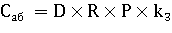 Cаб = D × R × P × k3